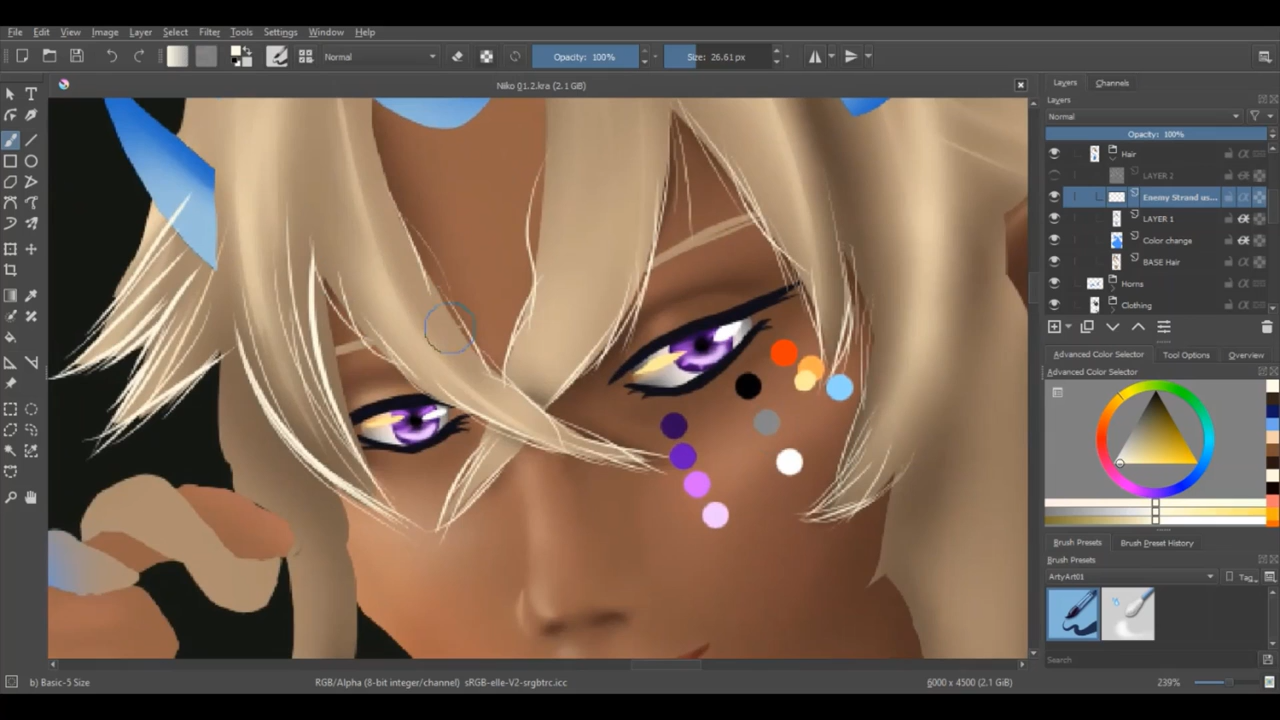 File Edit View Image Layer Select Filter Tools Settings Window Help
Normal Opacity: 100% Size: 26.61 px
Niko 01.2.kra (2.1 GiB)
Layers Channels
Layers
Normal
Opacity: 100%
Hair
LAYER 2
Enemy Strand us...
LAYER 1
Color change
BASE Hair
Horns
Clothing
Advanced Color Selector Tool Options Overview
Advanced Color Selector
Brush Presets Brush Preset History
Brush Presets
ArtyArt01 Tag
Search
b) Basic-5 Size RGB/Alpha (8-bit integer/channel) sRGB-elle-V2-srgbtrc.icc 6000 x 4500 (2.1 GiB) 239%